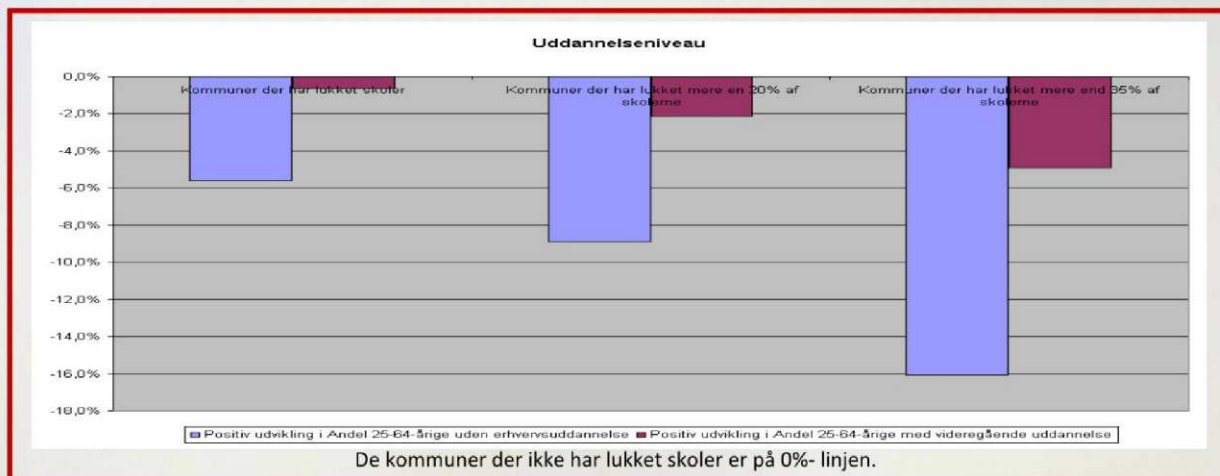 Uddannelseniveau
0,0%
-2,0%
-4,0%
-6,0%
-8,0%
-10,0%
-12,0%
-14,0%
-16,0%
-18,0%
Kommuner der har lukket skoler
Kommuner der har lukket mere en 20% af
skolerne
Kommuner der har lukket mere end 35% af
skolerne
Positiv udvikling i Andel 25-64-årige uden erhvervsuddannelse
Positiv udvikling i Andel 25-64-årige med videregående uddannelse
De kommuner der ikke har lukket skoler er på 0%- linjen.